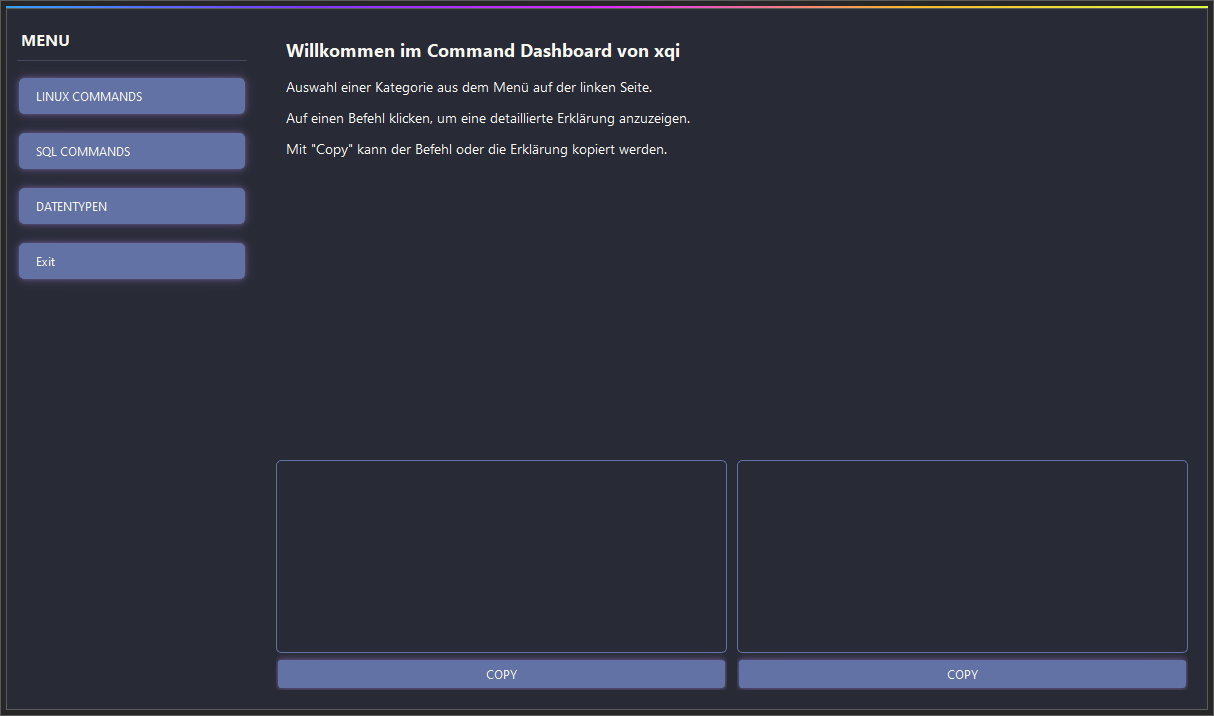 MENU
LINUX COMMANDS
SQL COMMANDS
DATENTYPEN
Exit
Willkommen im Command Dashboard von xqi
Auswahl einer Kategorie aus dem Menü auf der linken Seite.
Auf einen Befehl klicken, um eine detaillierte Erklärung anzuzeigen.
Mit "Copy" kann der Befehl oder die Erklärung kopiert werden.
COPY
COPY